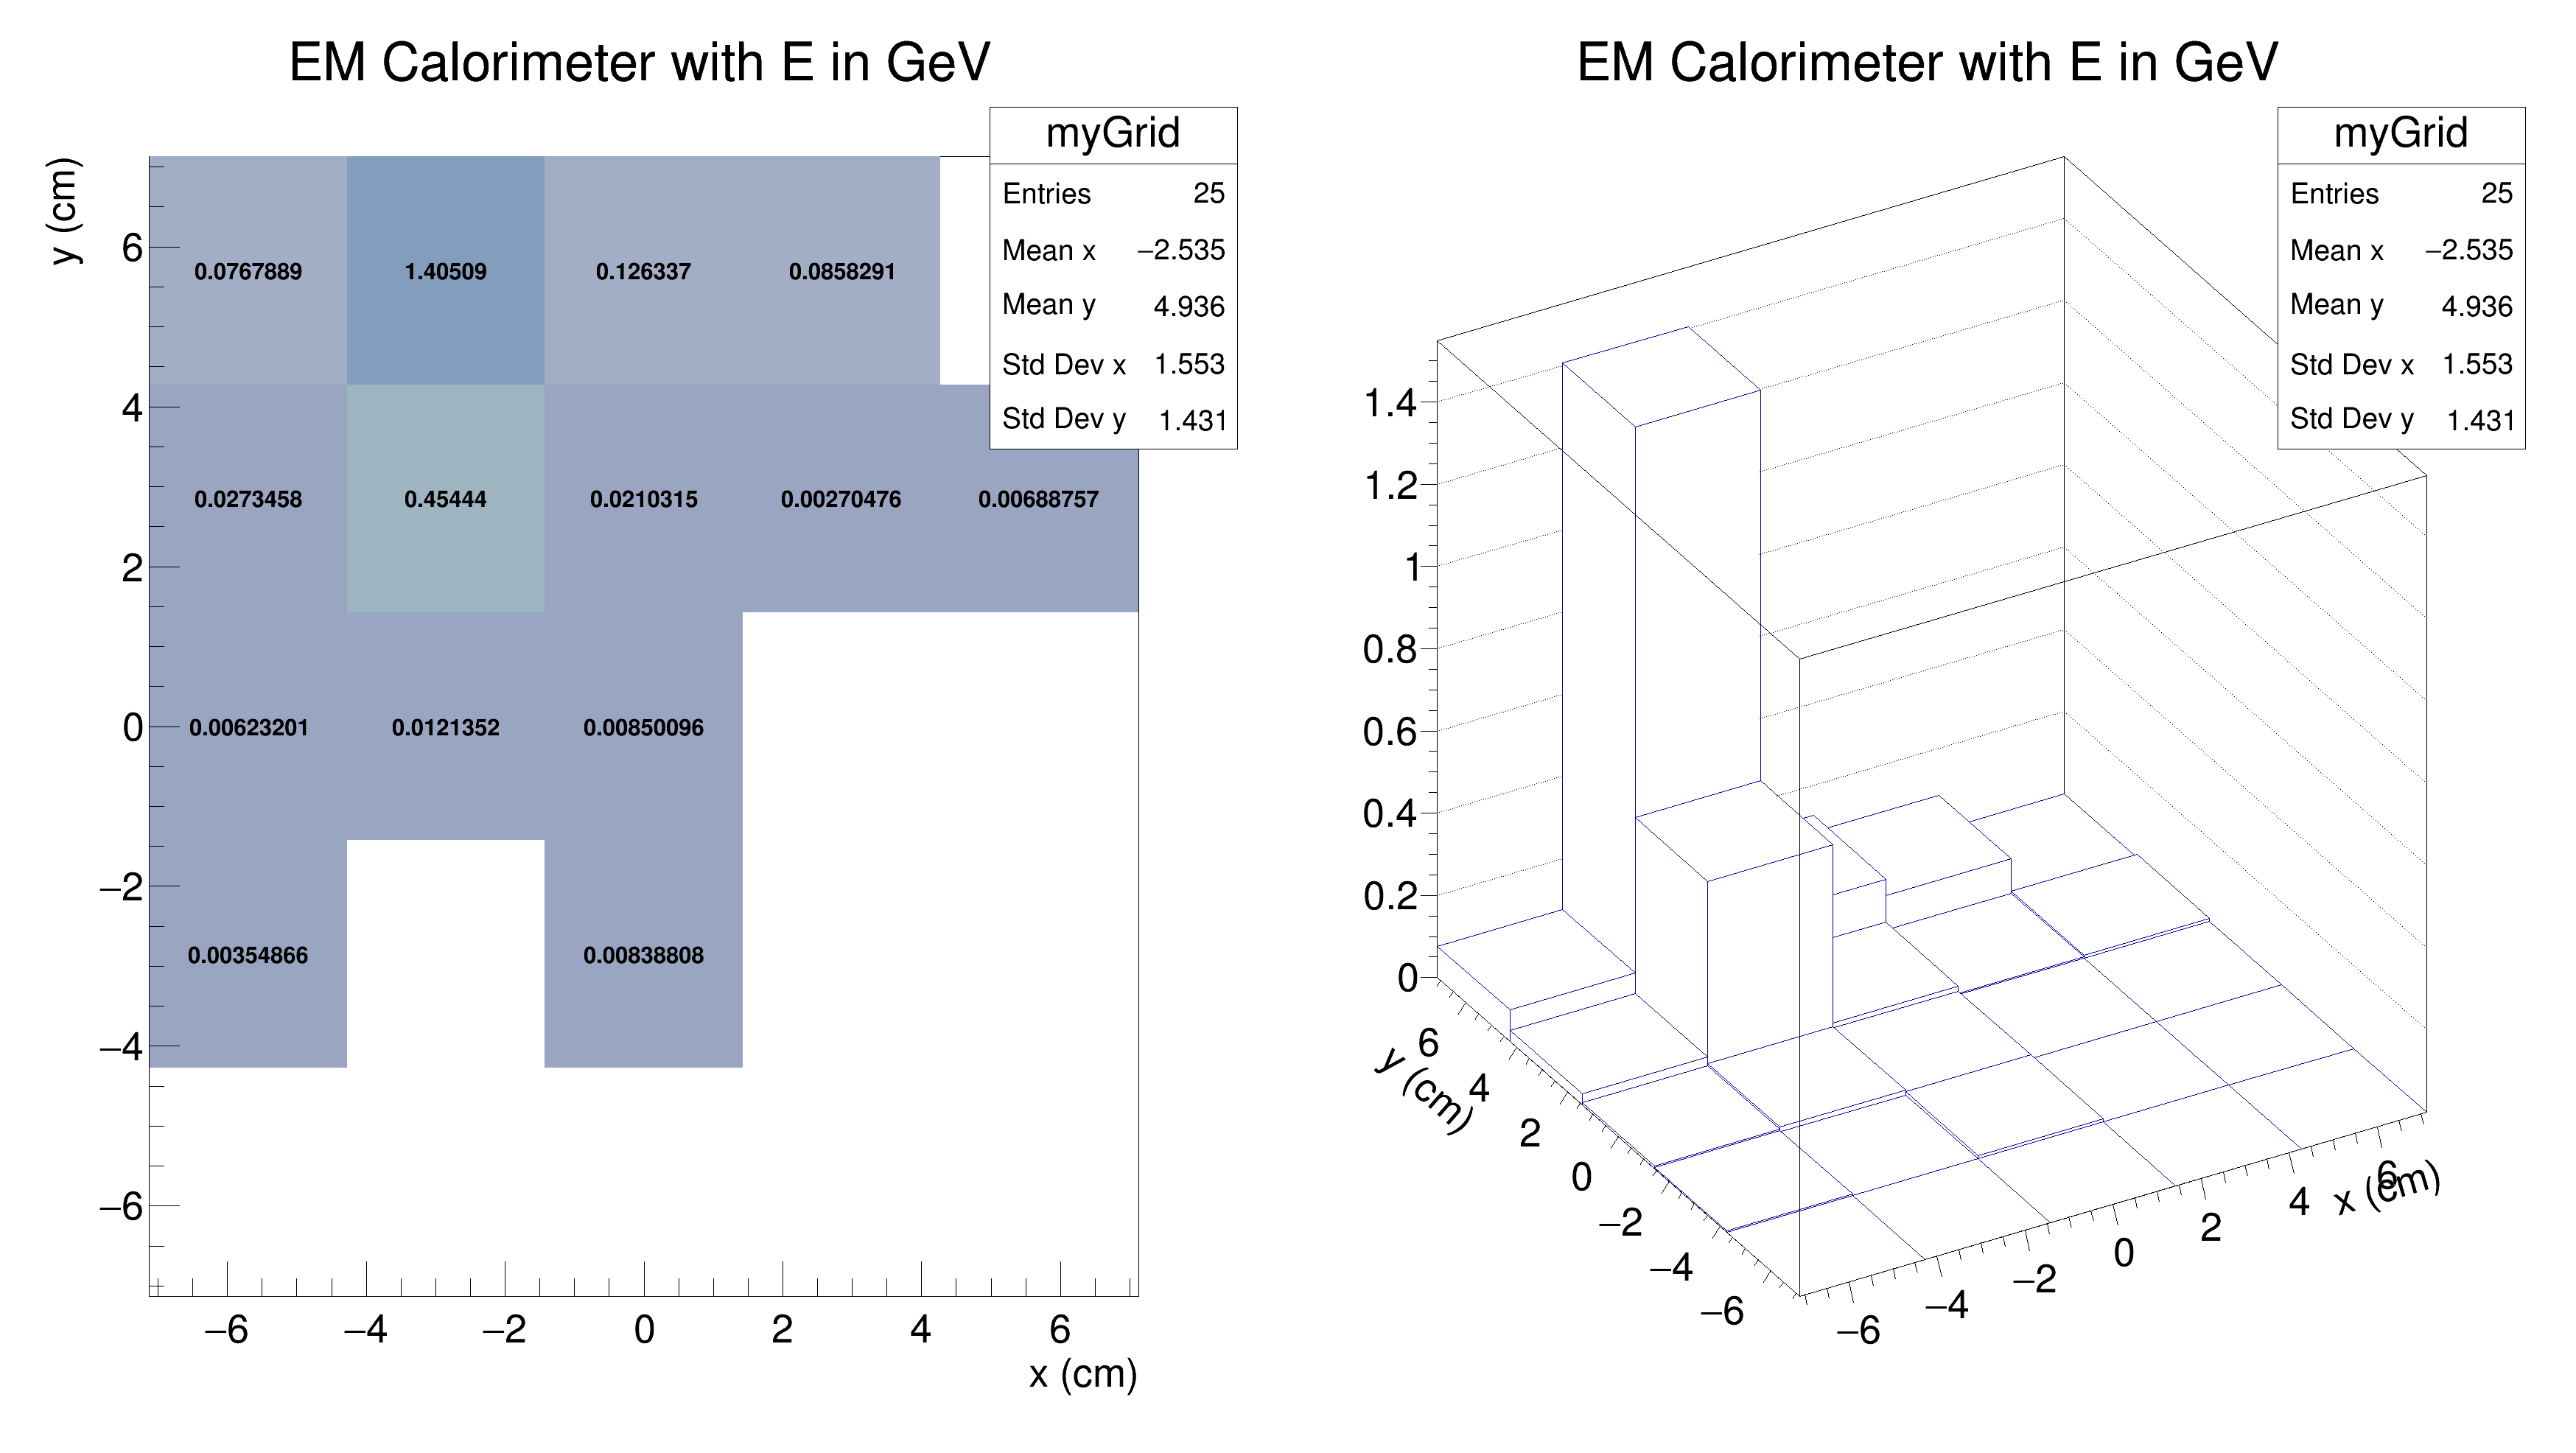 EM Calorimeter with E in GeV
myGrid
Entries 25
Mean x −2.535
Mean y 4.936
Std Dev x 1.553
Std Dev y 1.431
y (cm)
6
4
2
0
−2
−4
−6
0.0767889 1.40509 0.126337 0.0858291
0.0273458 0.45444 0.0210315 0.00270476 0.00688757
0.00623201 0.0121352 0.00850096
0.00354866 0.00838808
−6 −4 −2 0 2 4 6
x (cm)
EM Calorimeter with E in GeV
myGrid
Entries 25
Mean x −2.535
Mean y 4.936
Std Dev x 1.553
Std Dev y 1.431
1.4
1.2
1
0.8
0.6
0.4
0.2
0
y (cm)
6
4
2
0
−2
−4
−6
−6 −4 −2 0 2 4 6
x (cm)